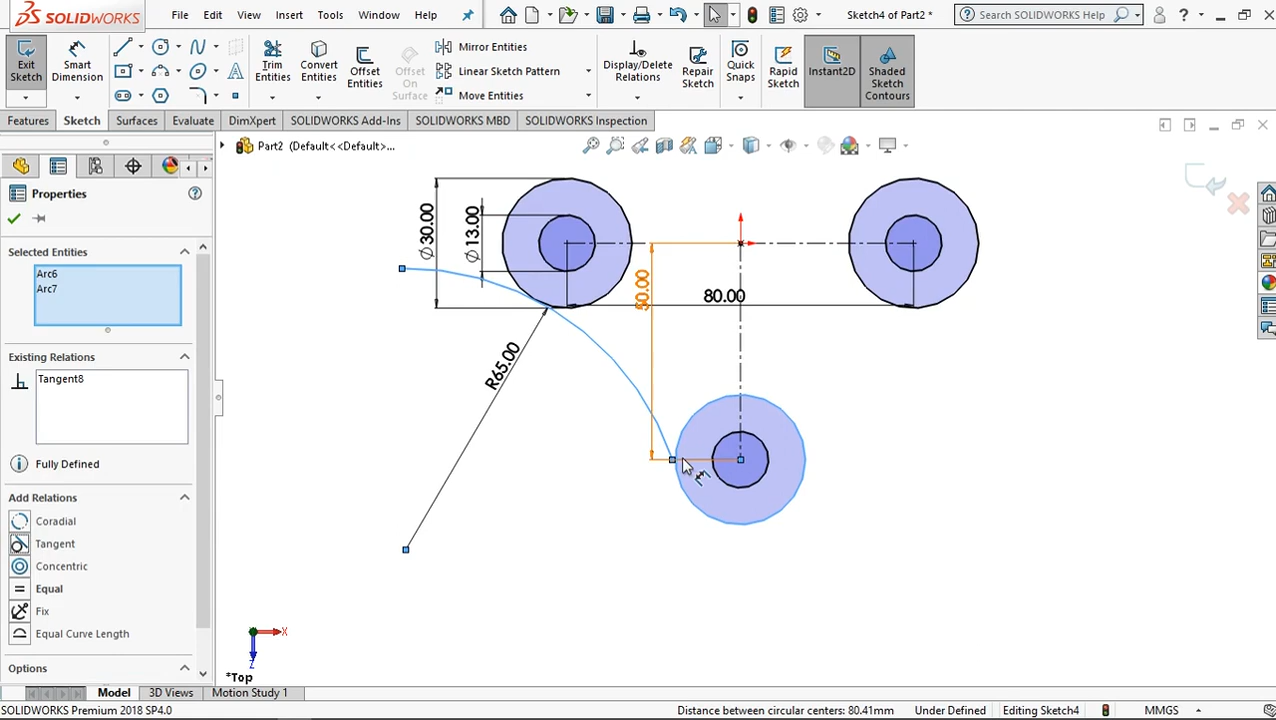 SOLIDWORKS
File Edit View Insert Tools Window Help
Sketch4 of Part2 *
Search SOLIDWORKS Help
?
Exit Sketch
Smart Dimension
Trim Entities
Convert Entities
Offset Entities
Offset On Surface
Mirror Entities
Linear Sketch Pattern
Move Entities
Display/Delete Relations
Repair Sketch
Quick Snaps
Rapid Sketch
Instant2D
Shaded Sketch Contours
Features Sketch Surfaces Evaluate DimXpert SOLIDWORKS Add-Ins SOLIDWORKS MBD SOLIDWORKS Inspection
Part2 (Default<<Default>...
Properties
Selected Entities
Arc6
Arc7
Existing Relations
Tangent8
Fully Defined
Add Relations
Coradial
Tangent
Concentric
Equal
Fix
Equal Curve Length
Options
Ø30.00
Ø13.00
50.00
80.00
R65.00
X
Z
*Top
Model 3D Views Motion Study 1
SOLIDWORKS Premium 2018 SP4.0
Distance between circular centers: 80.41mm Under Defined Editing Sketch4 MMGS